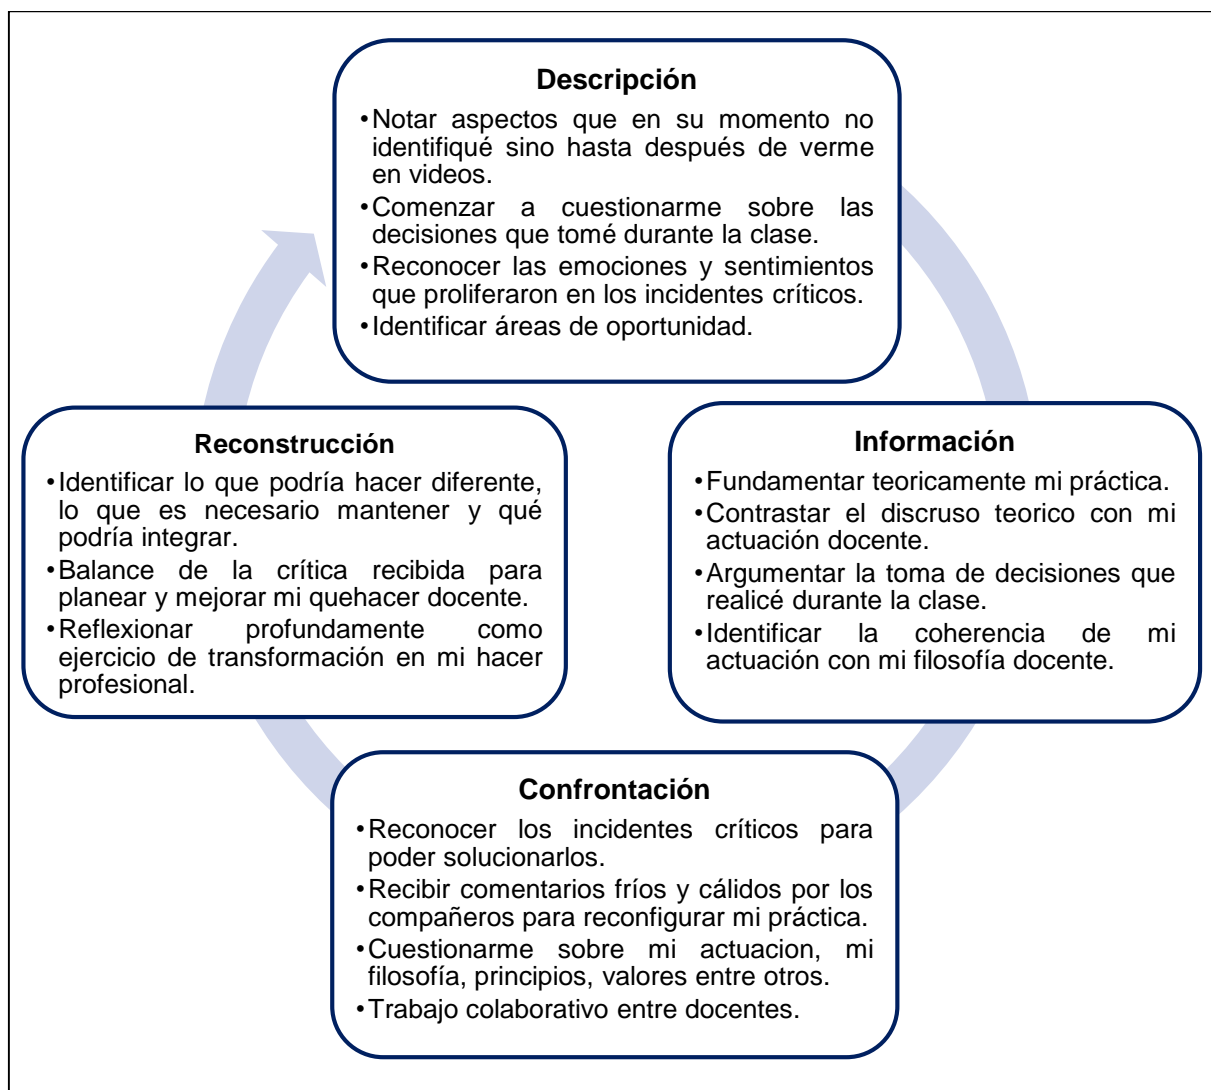 Descripción
•Notar aspectos que en su momento no
identifiqué sino hasta después de verme
en videos.
•Comenzar a cuestionarme sobre las
decisiones que tomé durante la clase.
•Reconocer las emociones y sentimientos
que proliferaron en los incidentes críticos.
•Identificar áreas de oportunidad.
Información
•Fundamentar teoricamente mi práctica.
•Contrastar el discruso teorico con mi
actuación docente.
•Argumentar la toma de decisiones que
realicé durante la clase.
•Identificar la coherencia de mi
actuación con mi filosofía docente.
Confrontación
•Reconocer los incidentes críticos para
poder solucionarlos.
•Recibir comentarios fríos y cálidos por los
compañeros para reconfigurar mi práctica.
•Cuestionarme sobre mi actuacion, mi
filosofía, principios, valores entre otros.
•Trabajo colaborativo entre docentes.
Reconstrucción
•Identificar lo que podría hacer diferente,
lo que es necesario mantener y qué
podría integrar.
•Balance de la crítica recibida para
planear y mejorar mi quehacer docente.
•Reflexionar profundamente como
ejercicio de transformación en mi hacer
profesional.